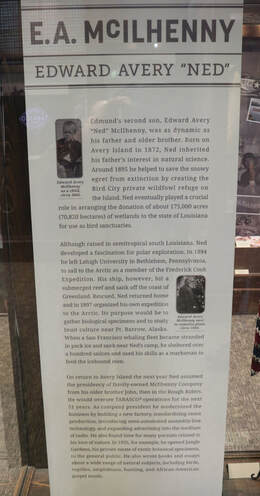 E.A. McILHENNY
EDWARD AVERY "NED"
Edmund's second son, Edward Avery
"Ned" McIlhenny, was as dynamic as
his father and older brother. Born on
Avery Island in 1872, Ned inherited
his father's interest in natural science.
Around 1895 he helped to save the snowy
egret from extinction by creating the
Bird City private wildfowl refuge on
the Island. Ned eventually played a crucial
role in arranging the donation of about 175,000 acres
(70,820 hectares) of wetlands to the state of Louisiana
for use as bird sanctuaries.
Edward Avery
McIlhenny
as a child,
circa
Although raised in semitropical south Louisiana, Ned
developed a fascination for polar exploration. In 1894
he left Lehigh University in Bethlehem, Pennsylvania,
to sail to the Arctic as a member of the Frederick Cook
Expedition. His ship, however, hit a
submerged reef and sank off the coast of
Greenland. Rescued, Ned returned home
and in 1897 organized his own expedition
to the Arctic. Its purpose would be to
gather biological specimens and to study
Inuit culture near Pt. Barrow, Alaska.
When a San Francisco whaling fleet became stranded
in pack ice and sank near Ned's camp, he sheltered over
a hundred sailors and used his skills as a marksman to
feed the icebound crew.
Edward Avery
McIlhenny
On return to Avery Island the next year Ned assumed
the presidency of family-owned McIlhenny Company
from his older brother John, then in the Rough Riders.
He would oversee TABASCO® operations for the next
51 years. As company president he modernized the
business by building a new factory, standardizing sauce
production, introducing semi-automated assembly-line
technology, and expanding advertising into the medium
of radio. He also found time for many pursuits related to
his love of nature. In 1935, for example, he opened Jungle
Gardens, his private estate of exotic botanical specimens,
to the general public. He also wrote books and essays
about a wide range of natural subjects, including birds,
reptiles, amphibians, hunting, and African-American
gospel music.